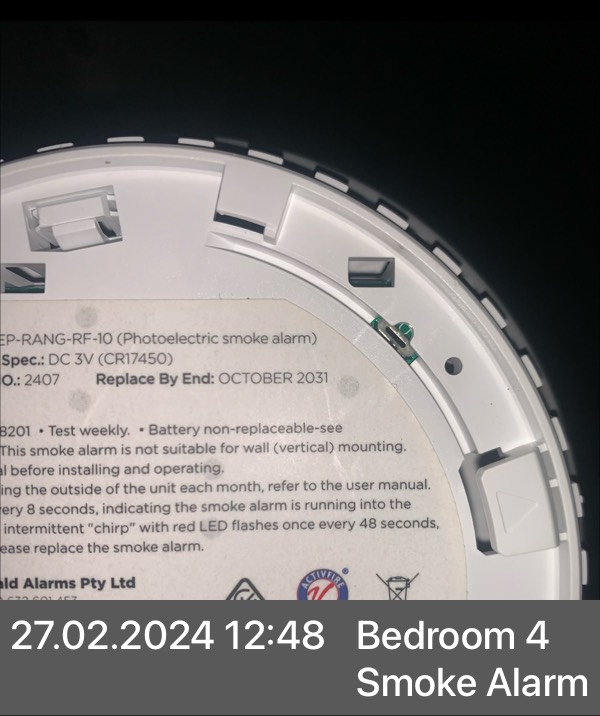 EP-RANG-RF-10 (Photoelectric smoke alarm)
Spec.: DC 3V (CR17450)
O.: 2407 Replace By End: OCTOBER 2031
8201 • Test weekly. • Battery non-replaceable-see
This smoke alarm is not suitable for wall (vertical) mounting.
al before installing and operating.
ing the outside of the unit each month, refer to the user manual.
ery 8 seconds, indicating the smoke alarm is running into the
intermittent "chirp" with red LED flashes once every 48 seconds,
ease replace the smoke alarm.
ald Alarms Pty Ltd
ACTIVFIRE ®
27.02.2024 12:48 Bedroom 4
Smoke Alarm